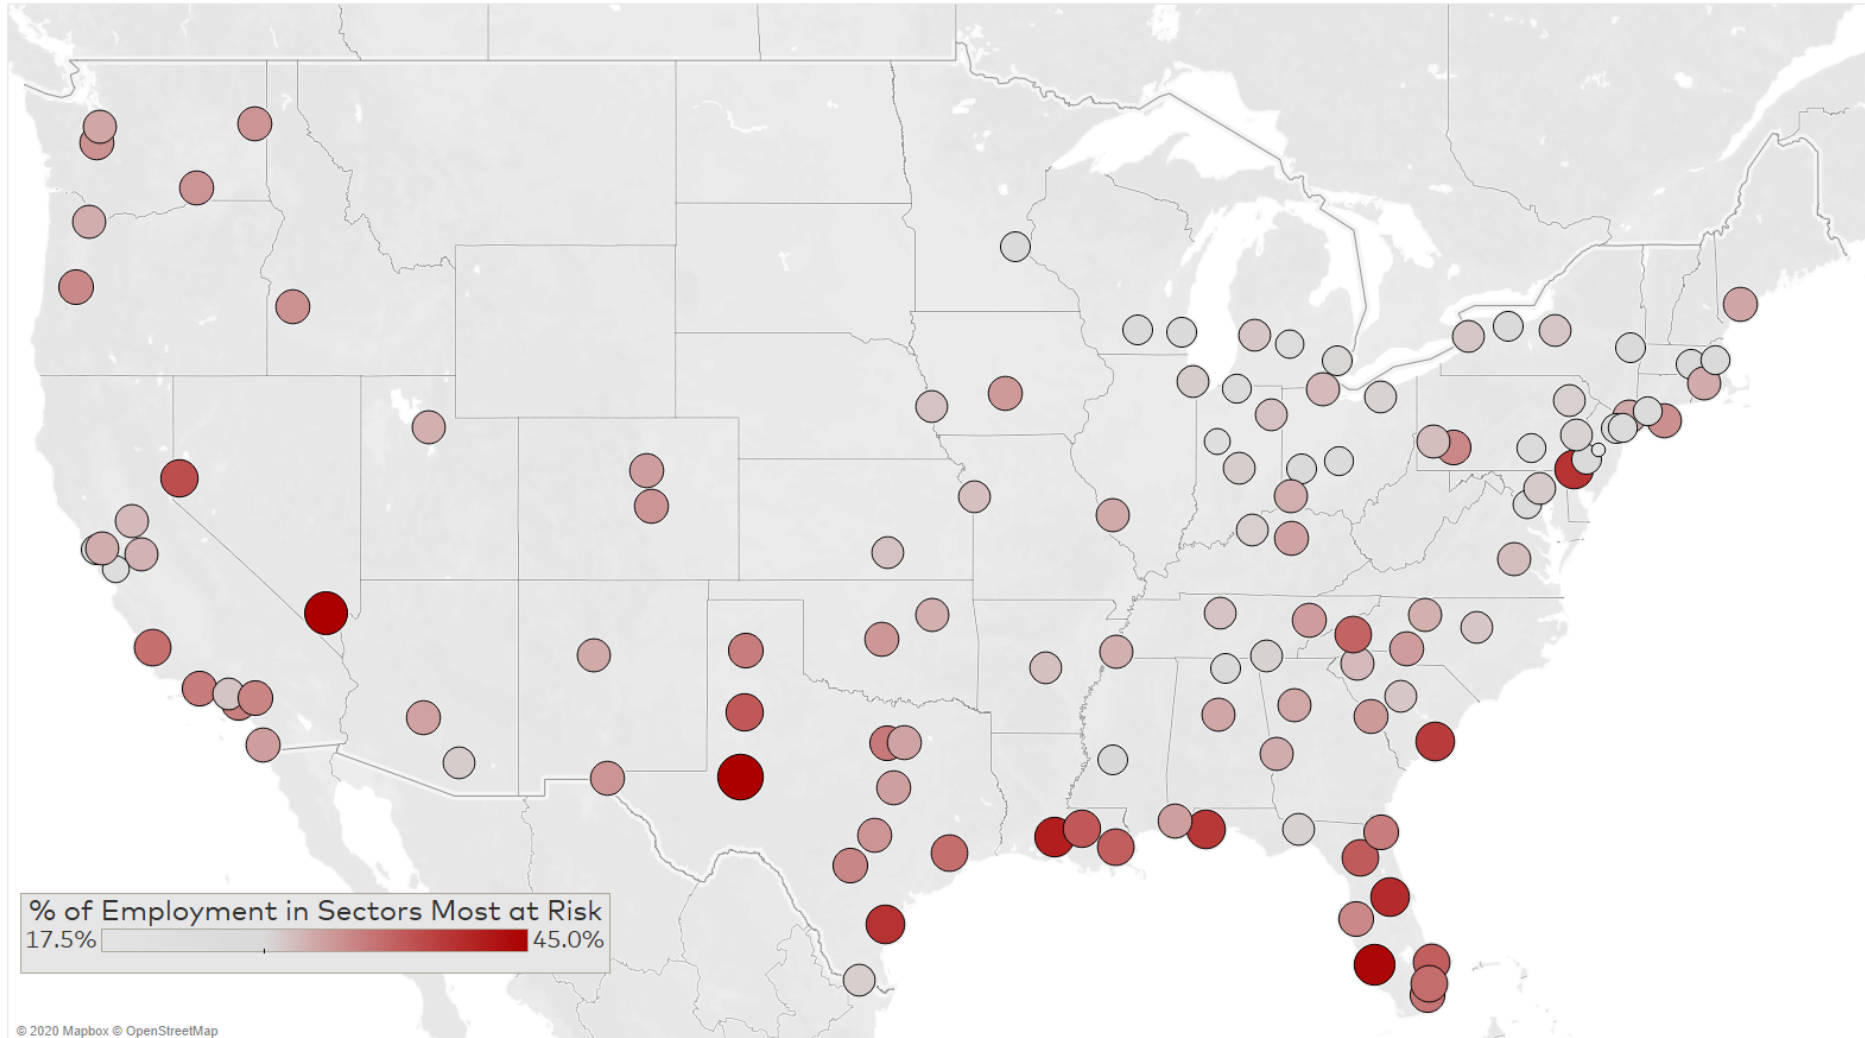 % of Employment in Sectors Most at Risk
17.5% 45.0%
© 2020 Mapbox © OpenStreetMap